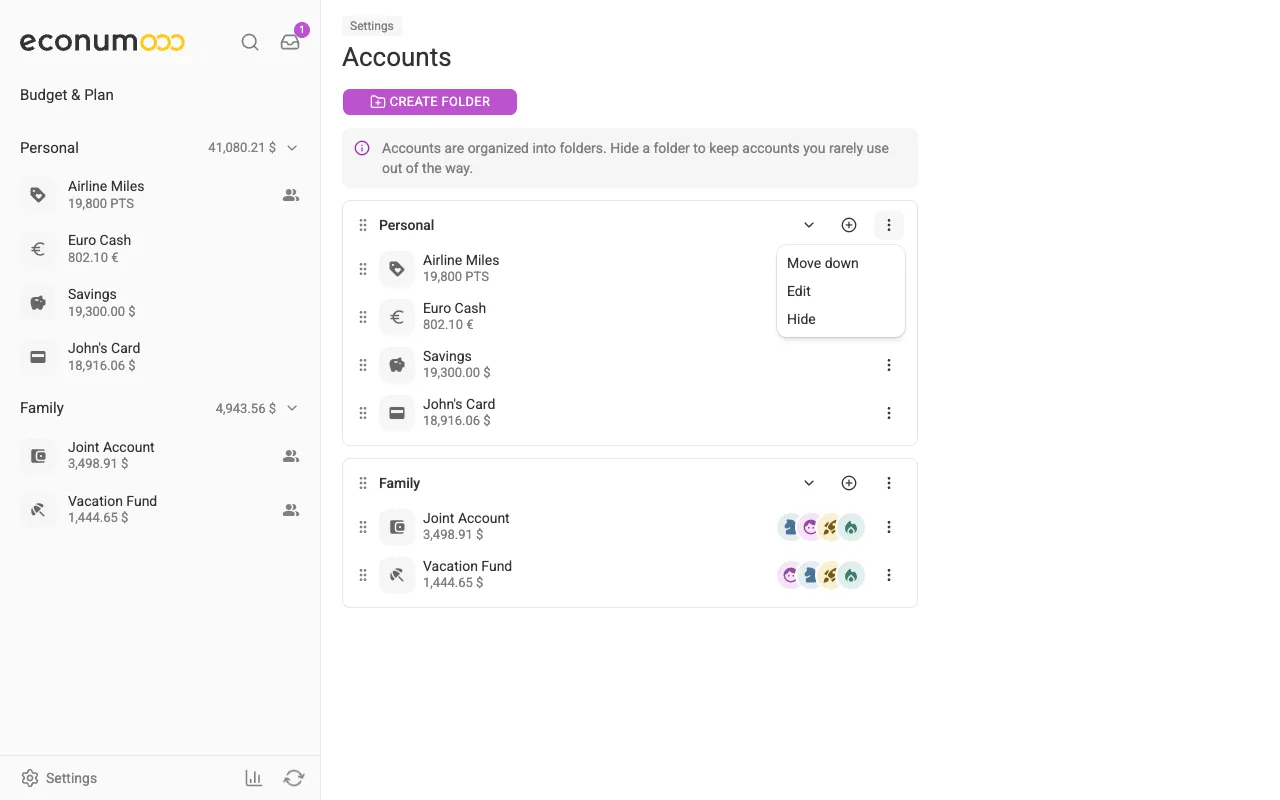 econumo
1
Budget & Plan
Personal 41,080.21 $
Airline Miles
19,800 PTS
Euro Cash
802.10 €
Savings
19,300.00 $
John's Card
18,916.06 $
Family 4,943.56 $
Joint Account
3,498.91 $
Vacation Fund
1,444.65 $
Settings
Settings
Accounts
CREATE FOLDER
Accounts are organized into folders. Hide a folder to keep accounts you rarely use
out of the way.
Personal
Airline Miles
19,800 PTS
Euro Cash
802.10 €
Savings
19,300.00 $
John's Card
18,916.06 $
Move down
Edit
Hide
Family
Joint Account
3,498.91 $
Vacation Fund
1,444.65 $